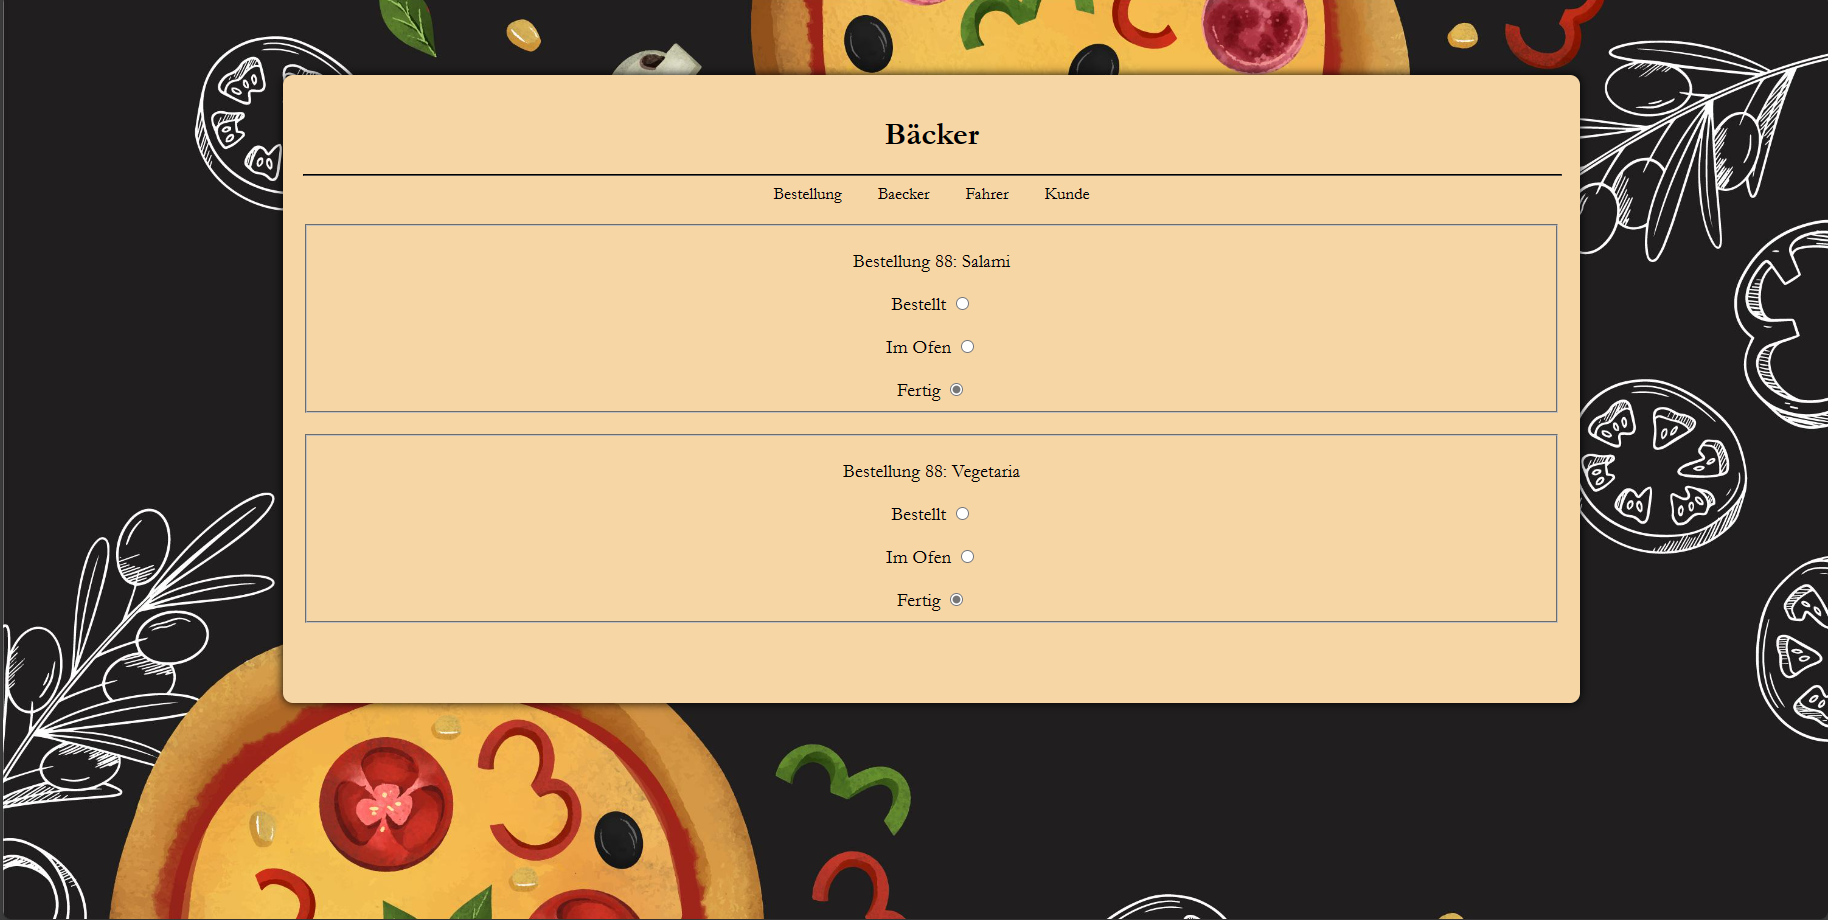 Bäcker
Bestellung Baecker Fahrer Kunde
Bestellung 88: Salami
Bestellt
Im Ofen
Fertig
Bestellung 88: Vegetaria
Bestellt
Im Ofen
Fertig